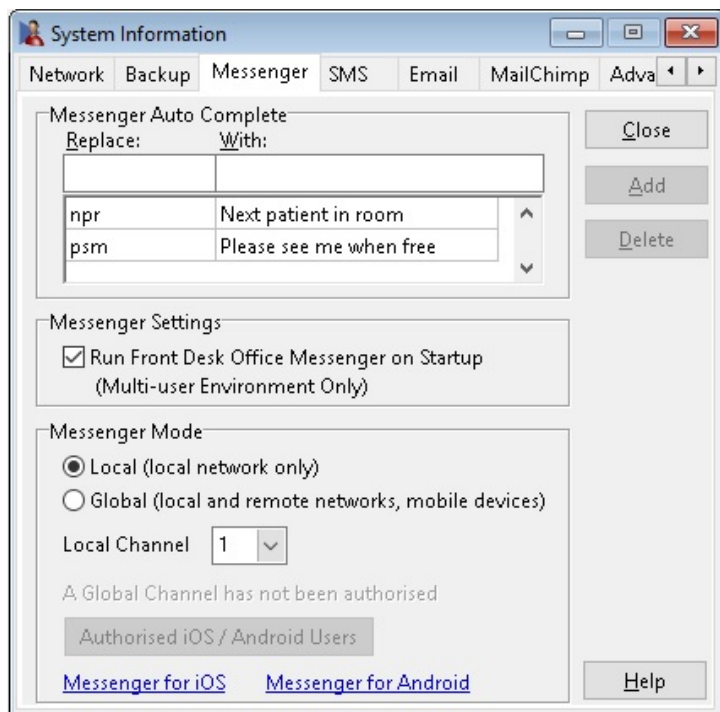 System Information
Network Backup Messenger SMS Email MailChimp Adva
Messenger Auto Complete
Replace: With:
Close
Add
npr Next patient in room
psm Please see me when free
Delete
Messenger Settings
Run Front Desk Office Messenger on Startup
(Multi-user Environment Only)
Messenger Mode
Local (local network only)
Global (local and remote networks, mobile devices)
Local Channel 1
A Global Channel has not been authorised
Authorised iOS / Android Users
Messenger for iOS Messenger for Android
Help